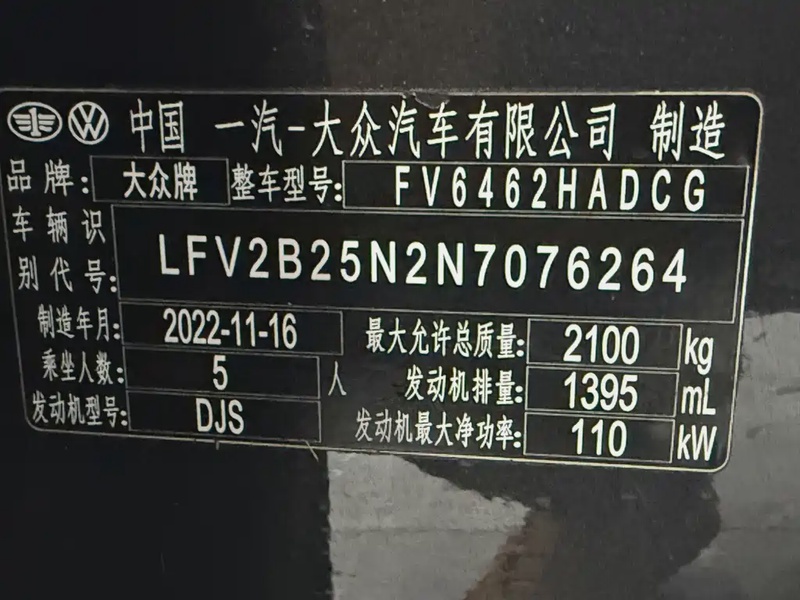 中国 一汽-大众汽车有限公司 制造
品牌: 大众牌 整车型号: FV6462HADCG
车辆识别代号: LFV2B25N2N7076264
制造年月: 2022-11-16 最大允许总质量: 2100 kg
乘坐人数: 5 人 发动机排量: 1395 mL
发动机型号: DJS 发动机最大净功率: 110 kW